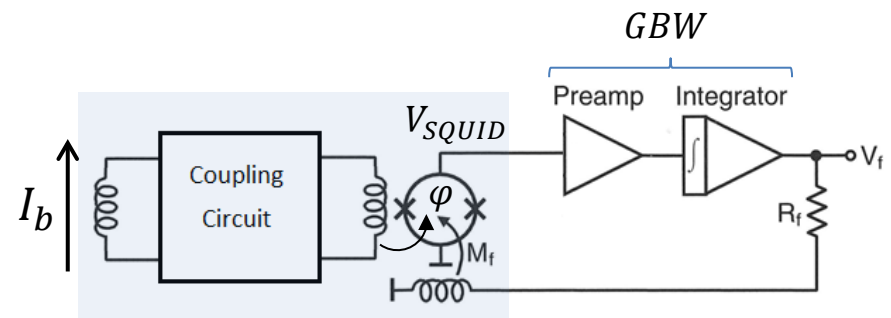 GBW
Preamp Integrator
V_SQUID
∫
V_f
Coupling
Circuit
φ
I_b
R_f
M_f